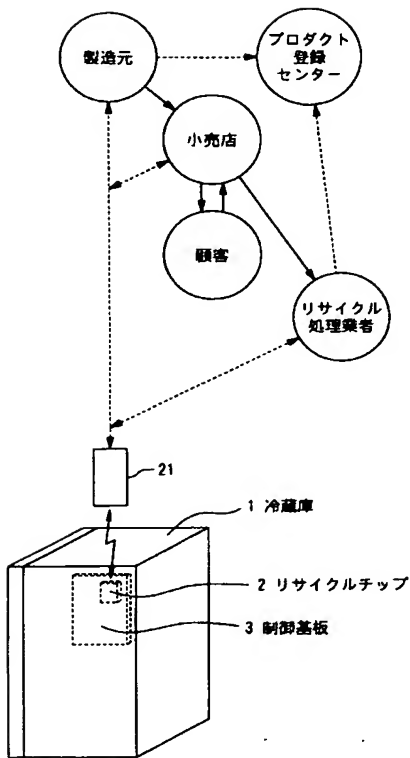 製造元
プロダクト
登録
センター
小売店
顧客
リサイクル
処理業者
21
1 冷蔵庫
2 リサイクルチップ
3 制御基板